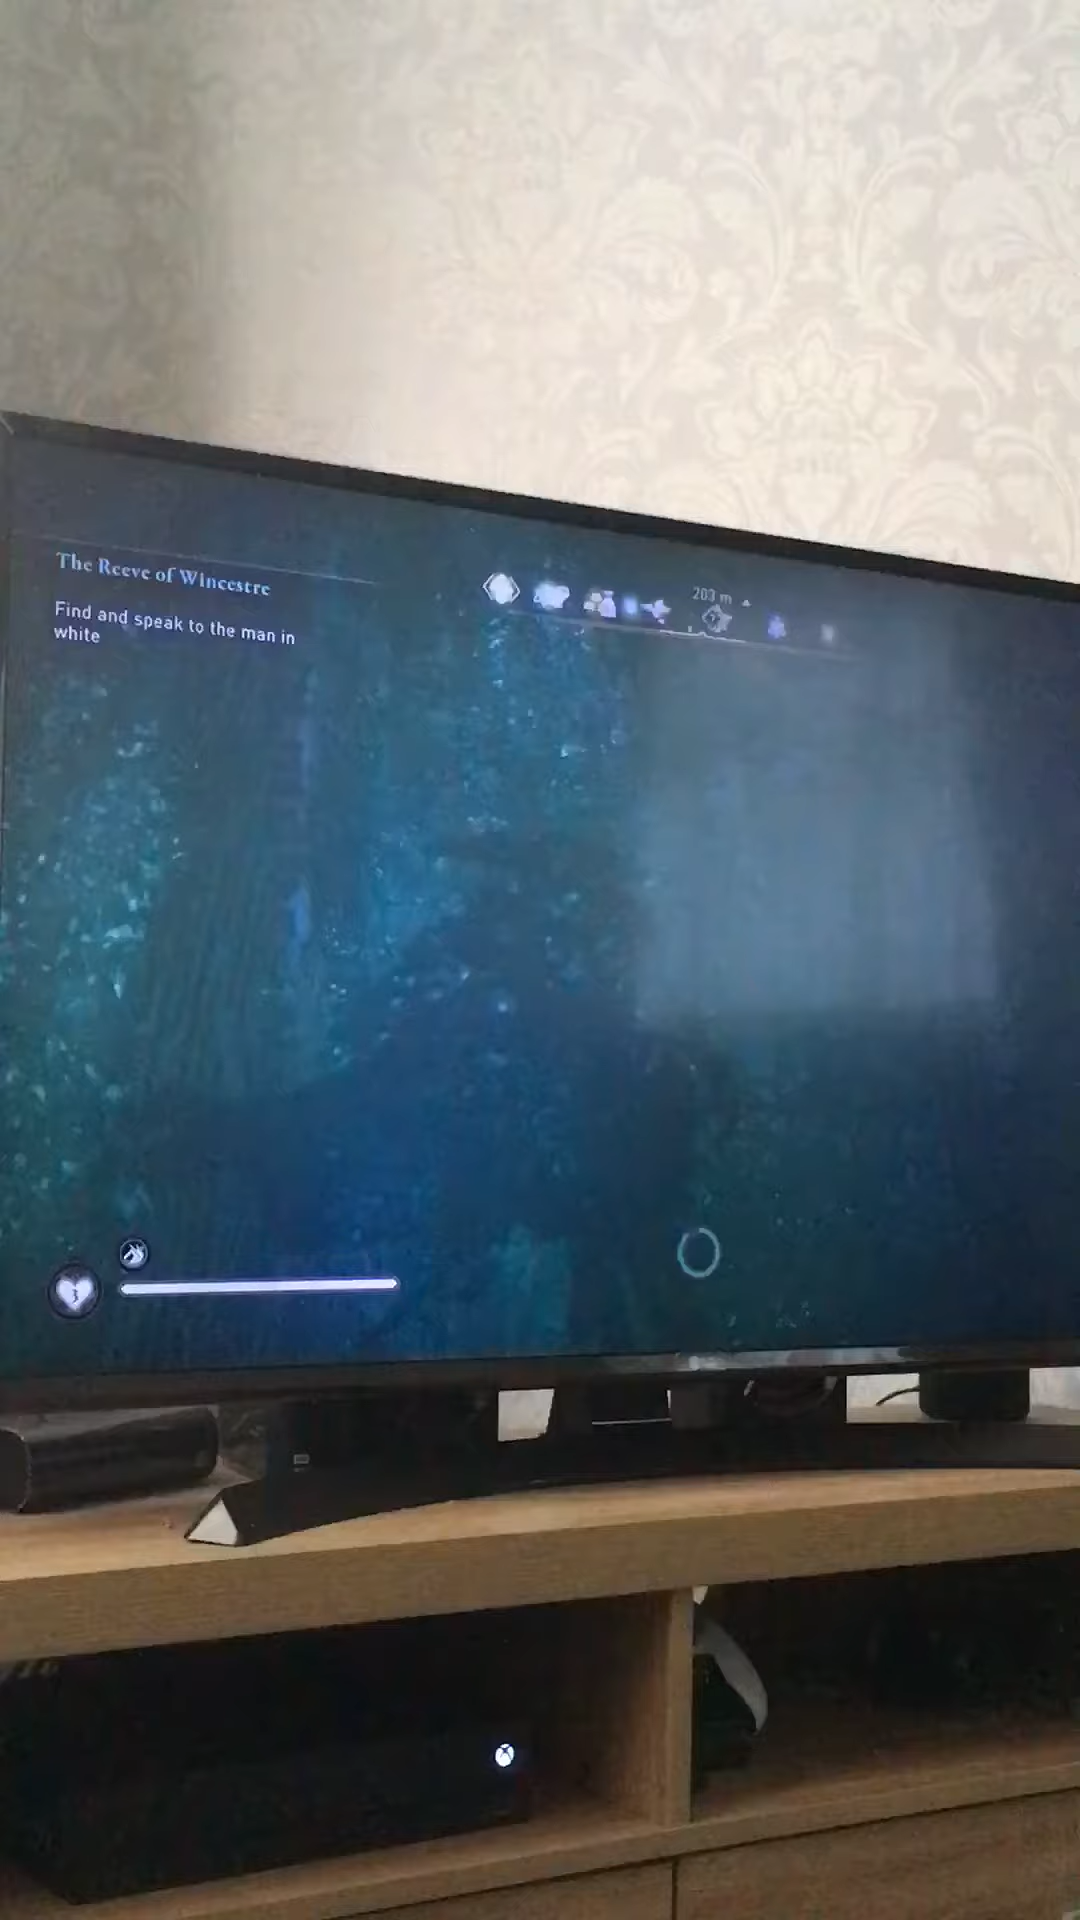 The Reeve of Wincestre
Find and speak to the man in
white
203 m